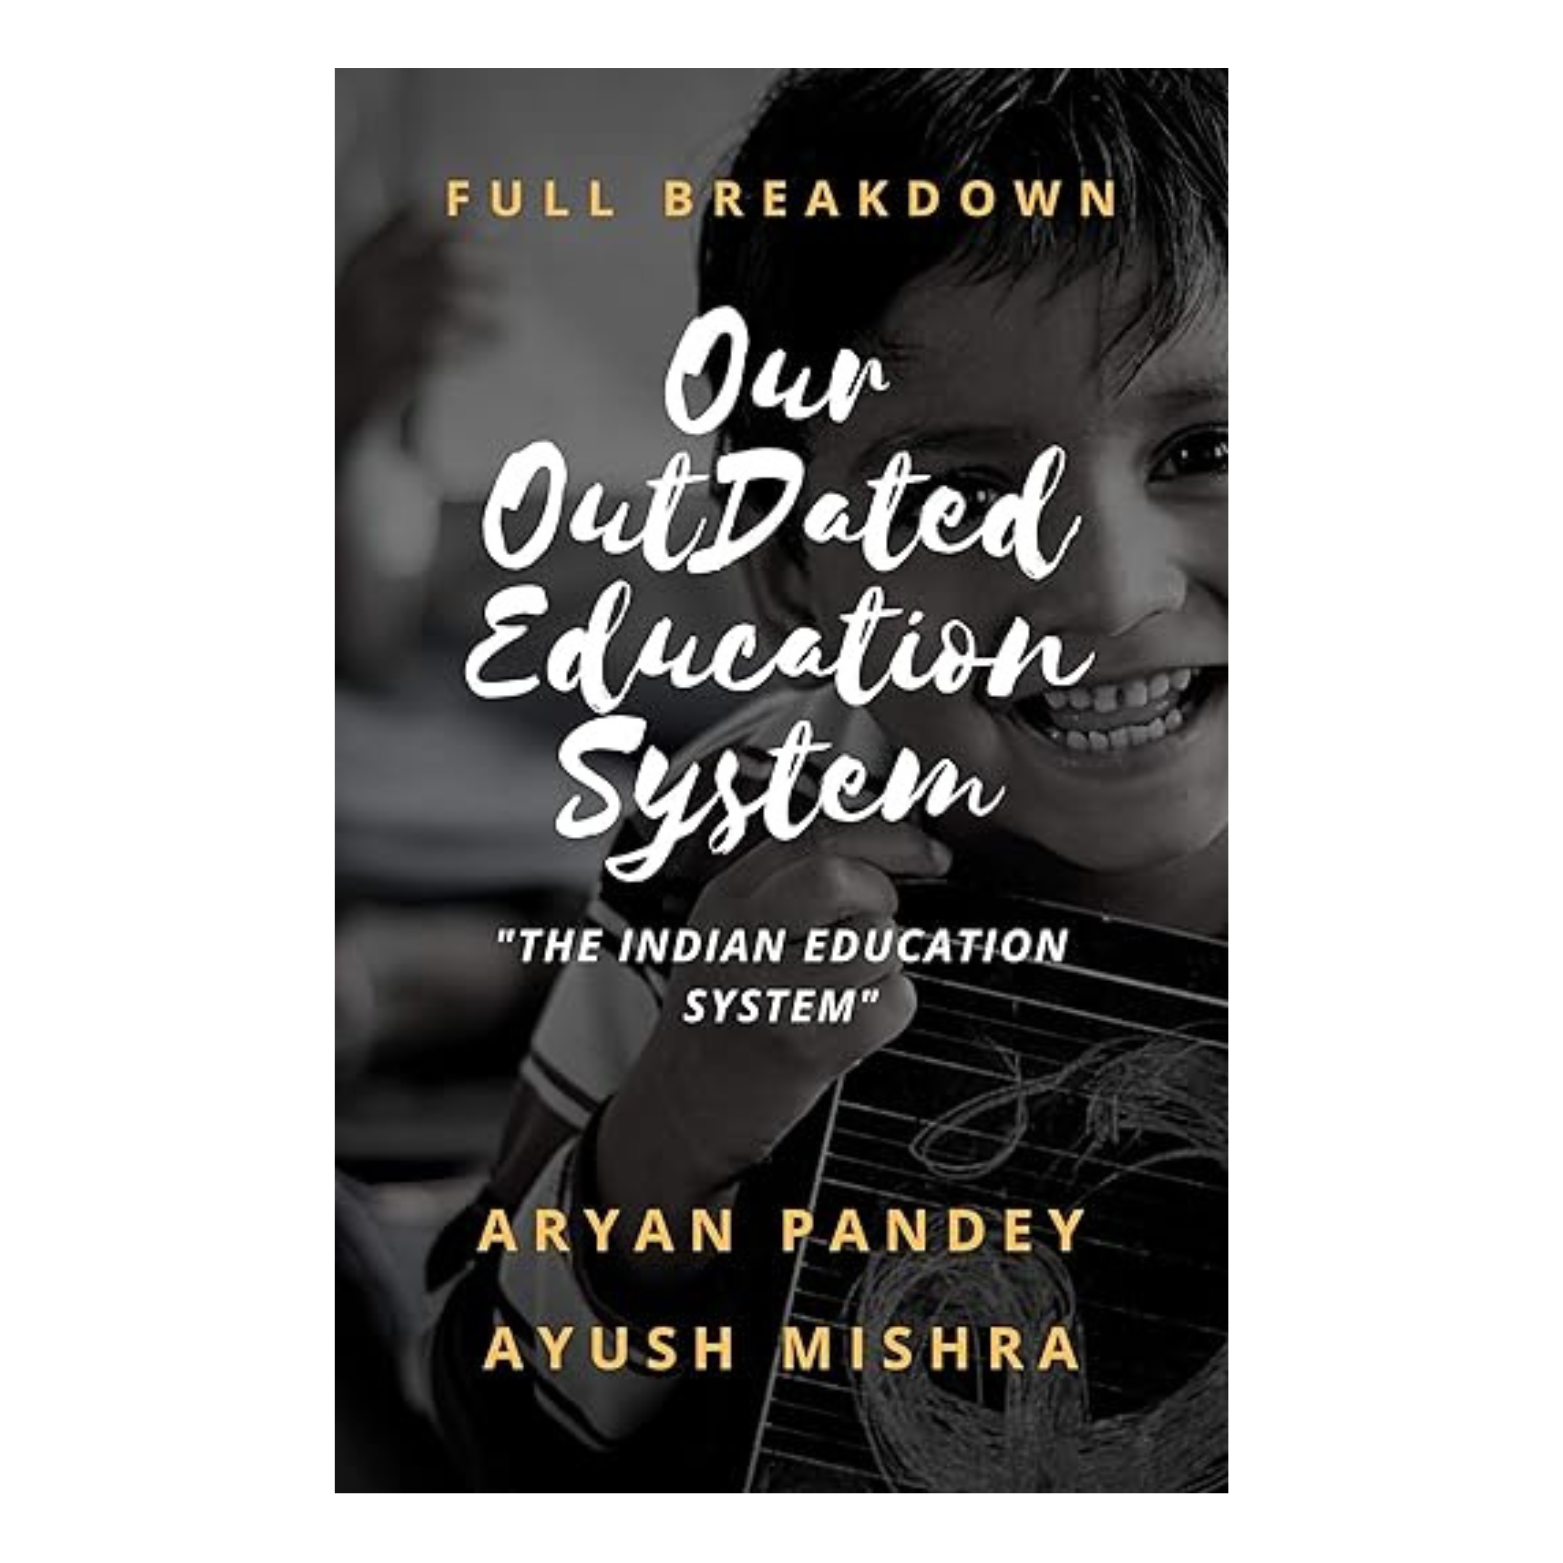 FULL BREAKDOWN
Our
OutDated
Education
System
"THE INDIAN EDUCATION
SYSTEM"
ARYAN PANDEY
AYUSH MISHRA